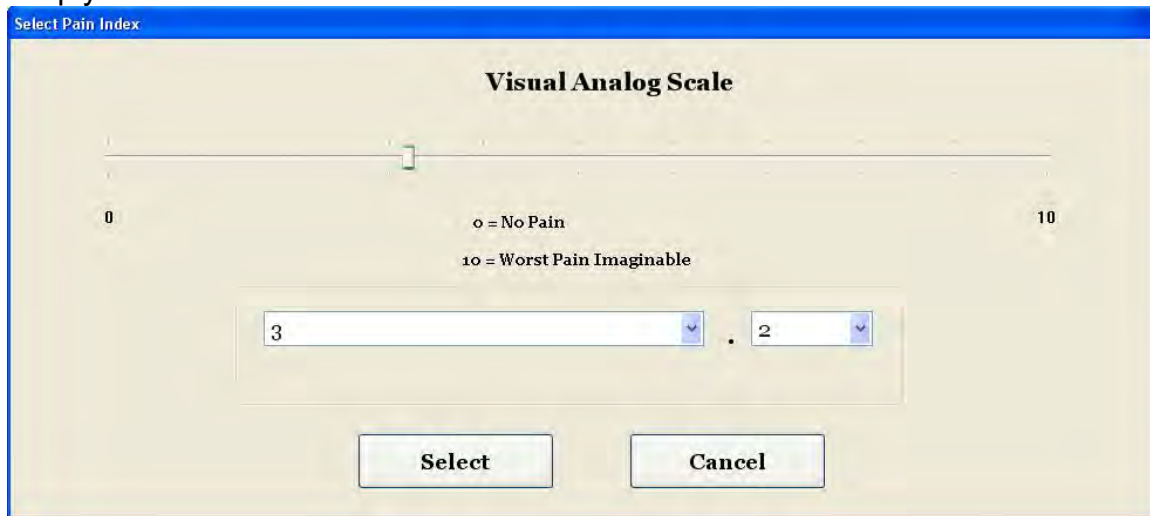 Select Pain Index
Visual Analog Scale
0 10
0 = No Pain
10 = Worst Pain Imaginable
3 . 2
Select Cancel